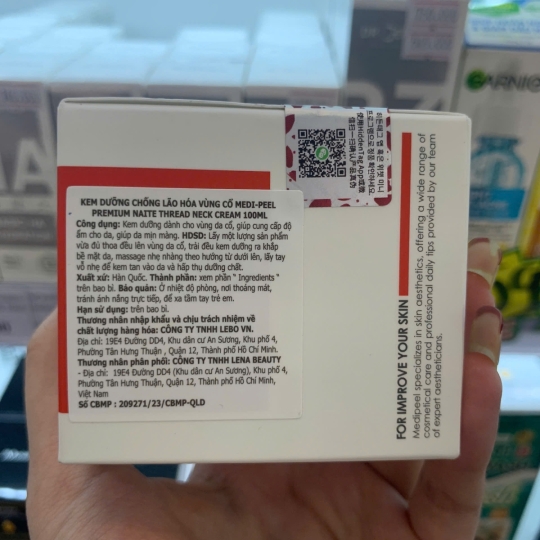 KEM DƯỠNG CHỐNG LÃO HÓA VÙNG CỔ MEDI-PEEL
PREMIUM NAITE THREAD NECK CREAM 100ML
Công dụng: Kem dưỡng dành cho vùng da cổ, giúp cung cấp độ
ẩm cho da, giúp da mịn màng. HDSD: Lấy một lượng sản phẩm
vừa đủ thoa đều lên vùng da cổ, trải đều kem dưỡng ra khắp
bề mặt da, massage nhẹ nhàng theo hướng từ dưới lên, lấy tay
vỗ nhẹ để kem tan vào da và hấp thụ dưỡng chất.
Xuất xứ: Hàn Quốc. Thành phần: xem phần " Ingredients "
trên bao bì. Bảo quản: Ở nhiệt độ phòng, nơi thoáng mát,
tránh ánh nắng trực tiếp, để xa tầm tay trẻ em.
Hạn sử dụng: trên bao bì.
Thương nhân nhập khẩu và chịu trách nhiệm về
chất lượng hàng hóa: CÔNG TY TNHH LEBO VN.
Địa chỉ: 19E4 Đường DD4, Khu dân cư An Sương, Khu phố 4,
Phường Tân Hưng Thuận , Quận 12, Thành phố Hồ Chí Minh.
Thương nhân phân phối: CÔNG TY TNHH LENA BEAUTY
- Địa chỉ: 19E4 Đường DD4 (Khu dân cư An Sương), Khu phố 4,
Phường Tân Hưng Thuận, Quận 12, Thành phố Hồ Chí Minh,
Việt Nam
Số CBMP : 209271/23/CBMP-QLD
FOR IMPROVE YOUR SKIN
Medipeel specializes in skin aesthetics, offering a wide range of
cosmetical care and professional daily tips provided by our team
of expert aestheticians.
GARNIE